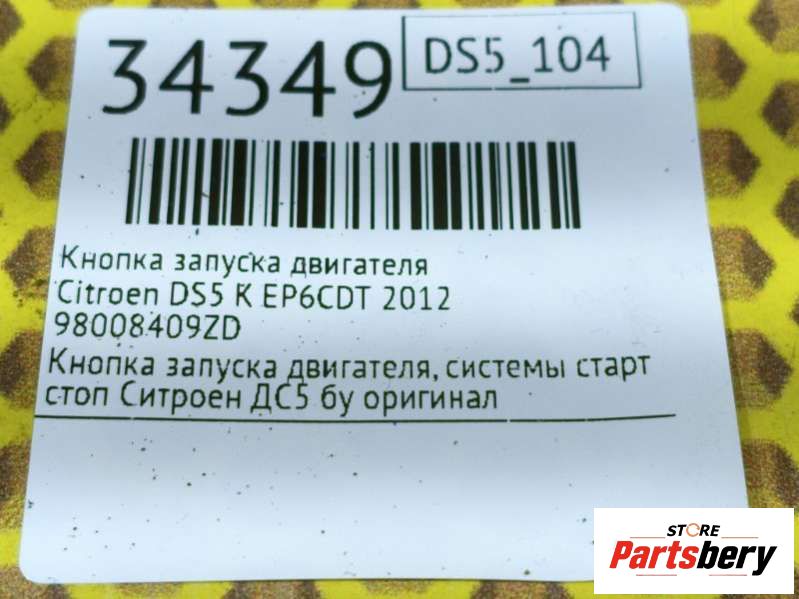 34349
DS5_104
Кнопка запуска двигателя
Citroen DS5 K EP6CDT 2012
98008409ZD
Кнопка запуска двигателя, системы старт
стоп Ситроен ДС5 бу оригинал
STORE
Partsbery